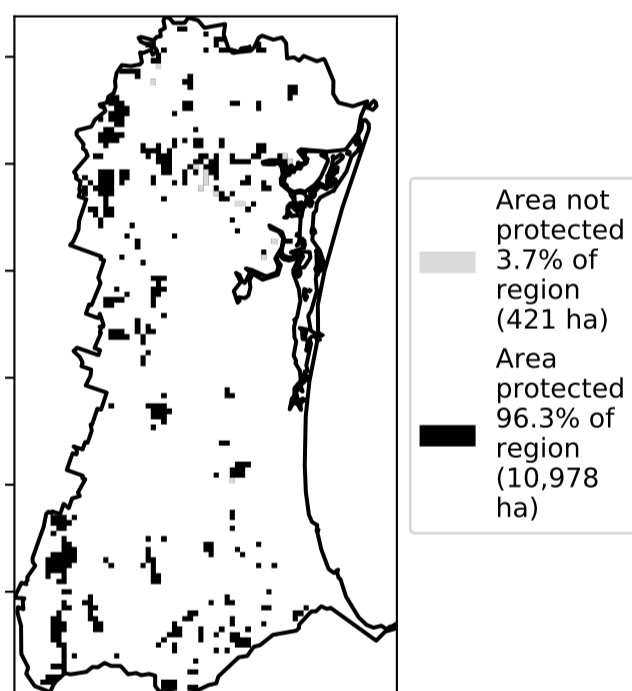 Area not
protected
3.7% of
region
(421 ha)
Area
protected
96.3% of
region
(10,978
ha)